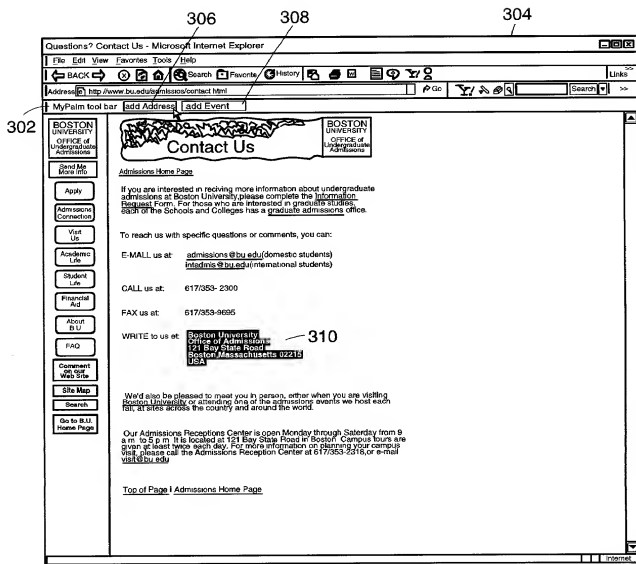 306
308
304
Questions? Contact Us - Microsoft Internet Explorer
File Edit View Favorites Tools Help
BACK Search Favorite History Links >>
Address http://www.bu.edu/admissios/contact html Go Search >>
302
MyPalm tool bar add Address add Event
BOSTON
UNIVERSITY
OFFICE of
Undergraduate
Admissions
Send Me
More Info
Apply
Admissions
Connection
Visit
Us
Academic
Life
Student
Life
Financial
Aid
About
B U
FAQ
Comment
on our
Web Site
Site Map
Search
Go to B.U.
Home Page
Contact Us
BOSTON
UNIVERSITY
OFFICE of
Undergraduate
Admissions
Admissions Home Page
If you are interested in reciving more information about undergraduate
admissions at Boston University,please complete the Information
Request Form. For those who are interested in graduate studies,
each of the Schools and Colleges has a graduate admissions office.
To reach us with specific questions or comments, you can:
E-MALL us at: admissions@bu edu(domestic students)
intadmis@bu.edu(international students)
CALL us at: 617/353- 2300
FAX us at: 617/353-9695
WRITE to us at: Boston University
Office of Admissions
121 Bay State Road
Boston,Massachusetts 02215
USA
310
We'd also be pleased to meet you in person, either when you are visiting
Boston University or attending one of the admissions events we host each
fall, at sites across the country and around the world.
Our Admissions Receptions Center is open Monday through Saterday from 9
a m to 5 p m It is located at 121 Bay State Road in Boston Campus tours are
given at least twice each day. For more information on planning your campus
visit, please call the Admissions Reception Center at 617/353-2318,or e-mail
visit@bu edu
Top of Page I Admissions Home Page
Internet